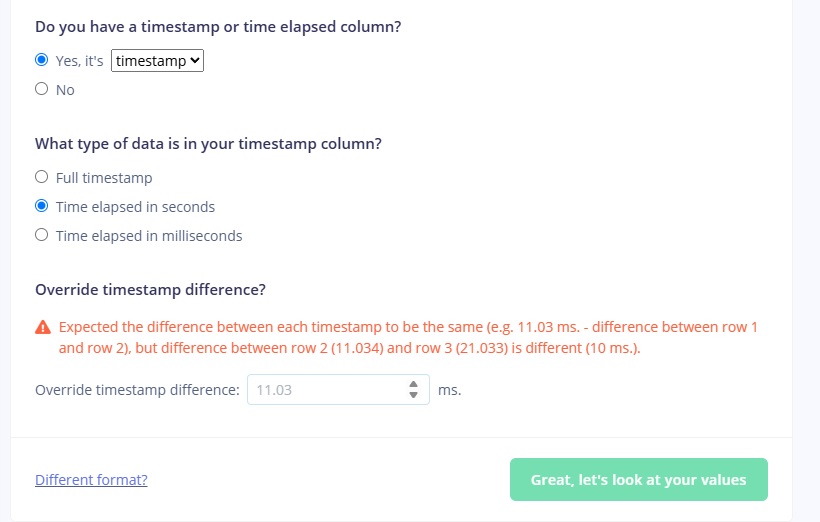 Do you have a timestamp or time elapsed column?
Yes, it's timestamp
No
What type of data is in your timestamp column?
Full timestamp
Time elapsed in seconds
Time elapsed in milliseconds
Override timestamp difference?
Expected the difference between each timestamp to be the same (e.g. 11.03 ms. - difference between row 1
and row 2), but difference between row 2 (11.034) and row 3 (21.033) is different (10 ms.).
Override timestamp difference: 11.03 ms.
Different format? Great, let's look at your values